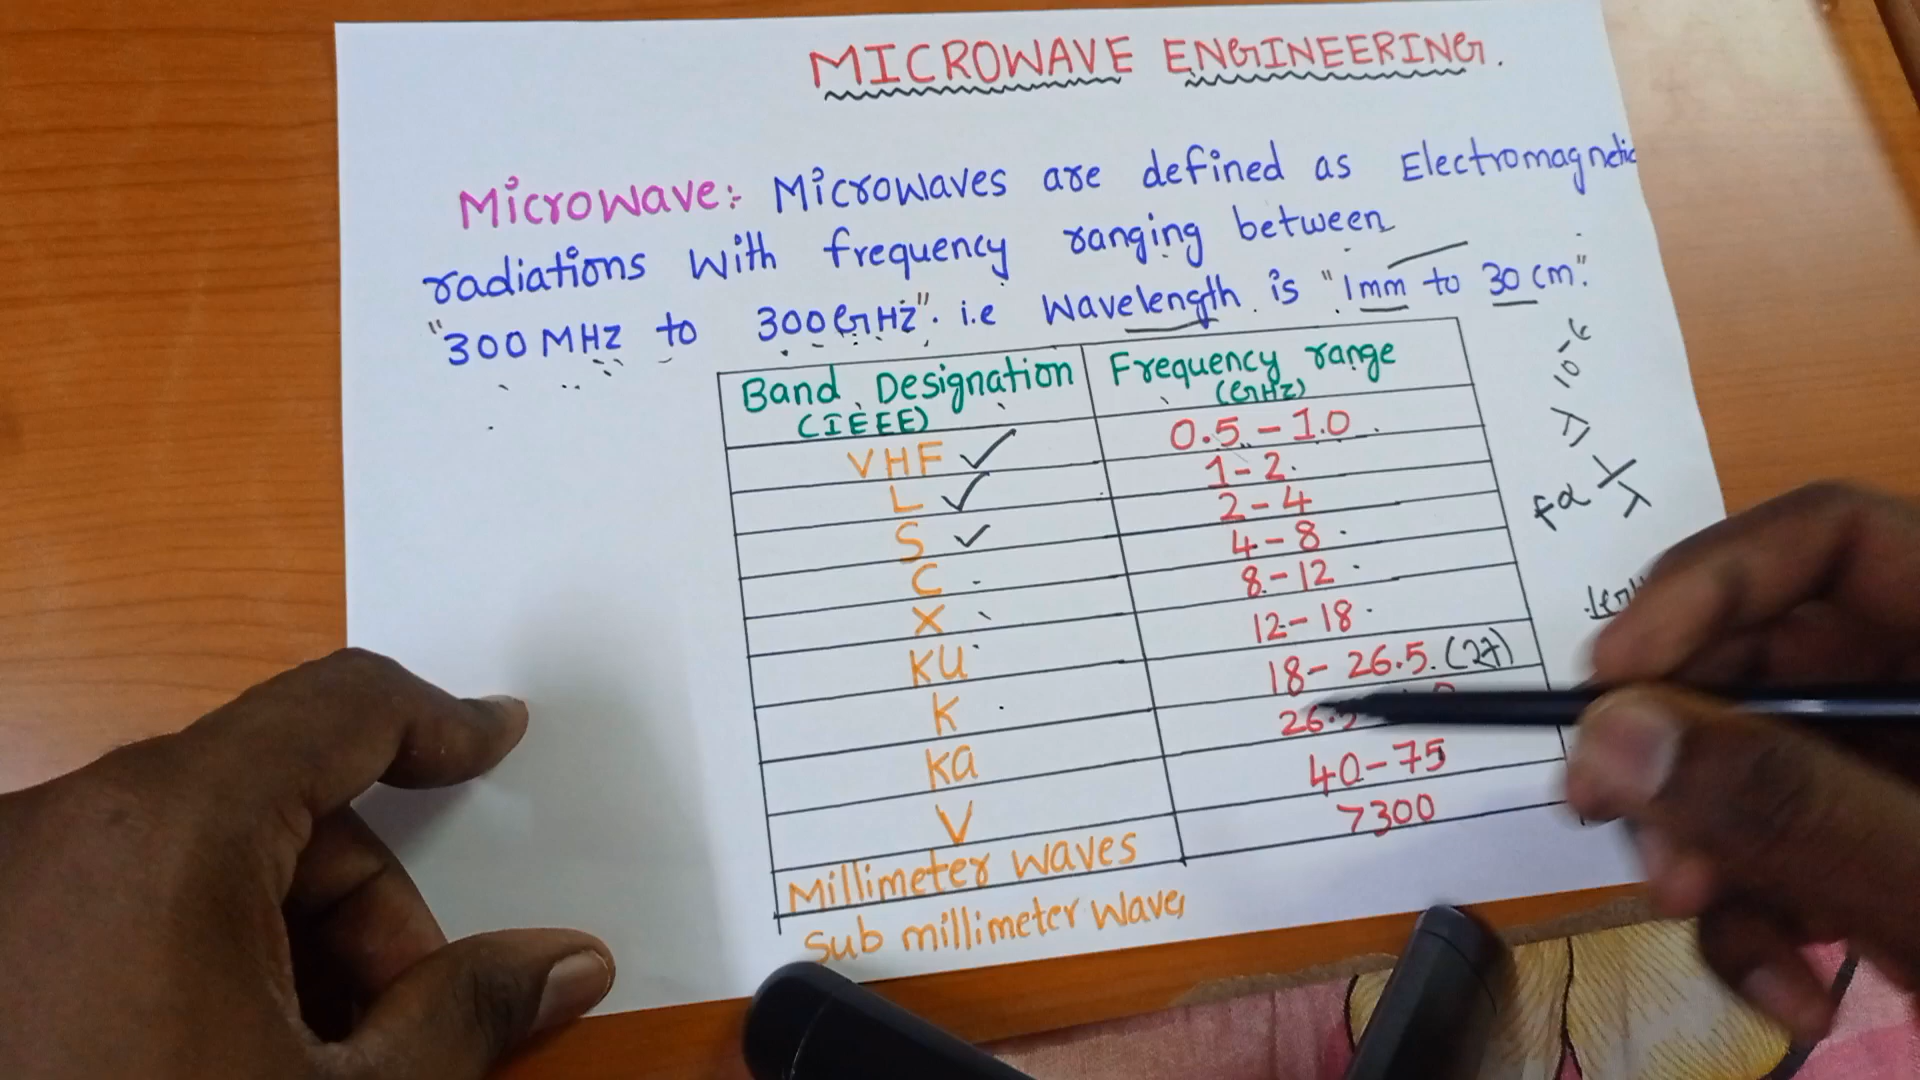 MICROWAVE ENGINEERING.
Microwave:- Microwaves are defined as Electromagnetic
radiations with frequency ranging between
"300 MHZ to 300GHZ". i.e Wavelength is "1mm to 30 cm".
Band Designation (IEEE) Frequency range (GHZ)
VHF ✓ 0.5 - 1.0
L ✓ 1 - 2
S ✓ 2 - 4
C 4 - 8
X 8 - 12
KU 12 - 18
K 18 - 26.5 (27)
Ka
V 40 - 75
Millimeter waves >300
Sub millimeter waves
f α 1/λ